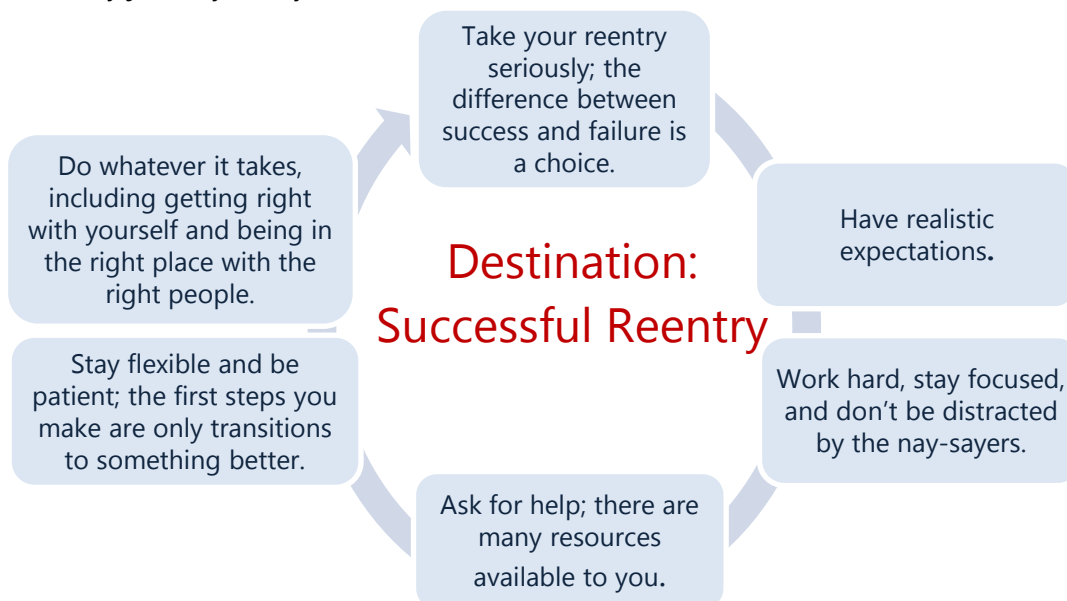 Take your reentry
seriously; the
difference between
success and failure is
a choice.
Have realistic
expectations.
Work hard, stay focused,
and don’t be distracted
by the nay-sayers.
Ask for help; there are
many resources
available to you.
Stay flexible and be
patient; the first steps you
make are only transitions
to something better.
Do whatever it takes,
including getting right
with yourself and being in
the right place with the
right people.
Destination:
Successful Reentry